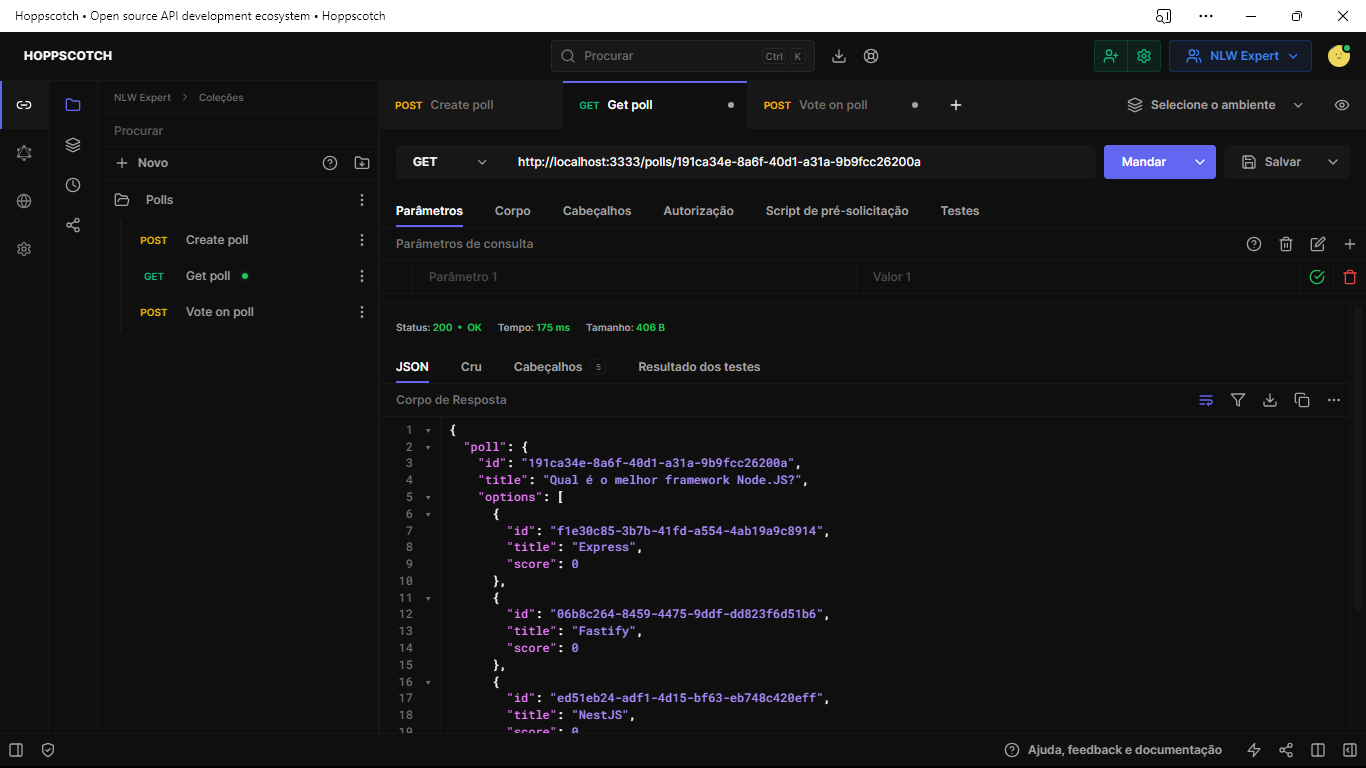 Hoppscotch • Open source API development ecosystem • Hoppscotch
HOPPSCOTCH
Procurar
Ctrl K
NLW Expert
NLW Expert > Coleções
Procurar
+ Novo
Polls
POST Create poll
GET Get poll
POST Vote on poll
POST Create poll
GET Get poll
POST Vote on poll
Selecione o ambiente
GET
http://localhost:3333/polls/191ca34e-8a6f-40d1-a31a-9b9fcc26200a
Mandar
Salvar
Parâmetros Corpo Cabeçalhos Autorização Script de pré-solicitação Testes
Parâmetros de consulta
Parâmetro 1 Valor 1
Status: 200 • OK Tempo: 175 ms Tamanho: 406 B
JSON Cru Cabeçalhos 5 Resultado dos testes
Corpo de Resposta
1 {
2 "poll": {
3 "id": "191ca34e-8a6f-40d1-a31a-9b9fcc26200a",
4 "title": "Qual é o melhor framework Node.JS?",
5 "options": [
6 {
7 "id": "f1e30c85-3b7b-41fd-a554-4ab19a9c8914",
8 "title": "Express",
9 "score": 0
10 },
11 {
12 "id": "06b8c264-8459-4475-9ddf-dd823f6d51b6",
13 "title": "Fastify",
14 "score": 0
15 },
16 {
17 "id": "ed51eb24-adf1-4d15-bf63-eb748c420eff",
18 "title": "NestJS",
19 "score": 0
Ajuda, feedback e documentação